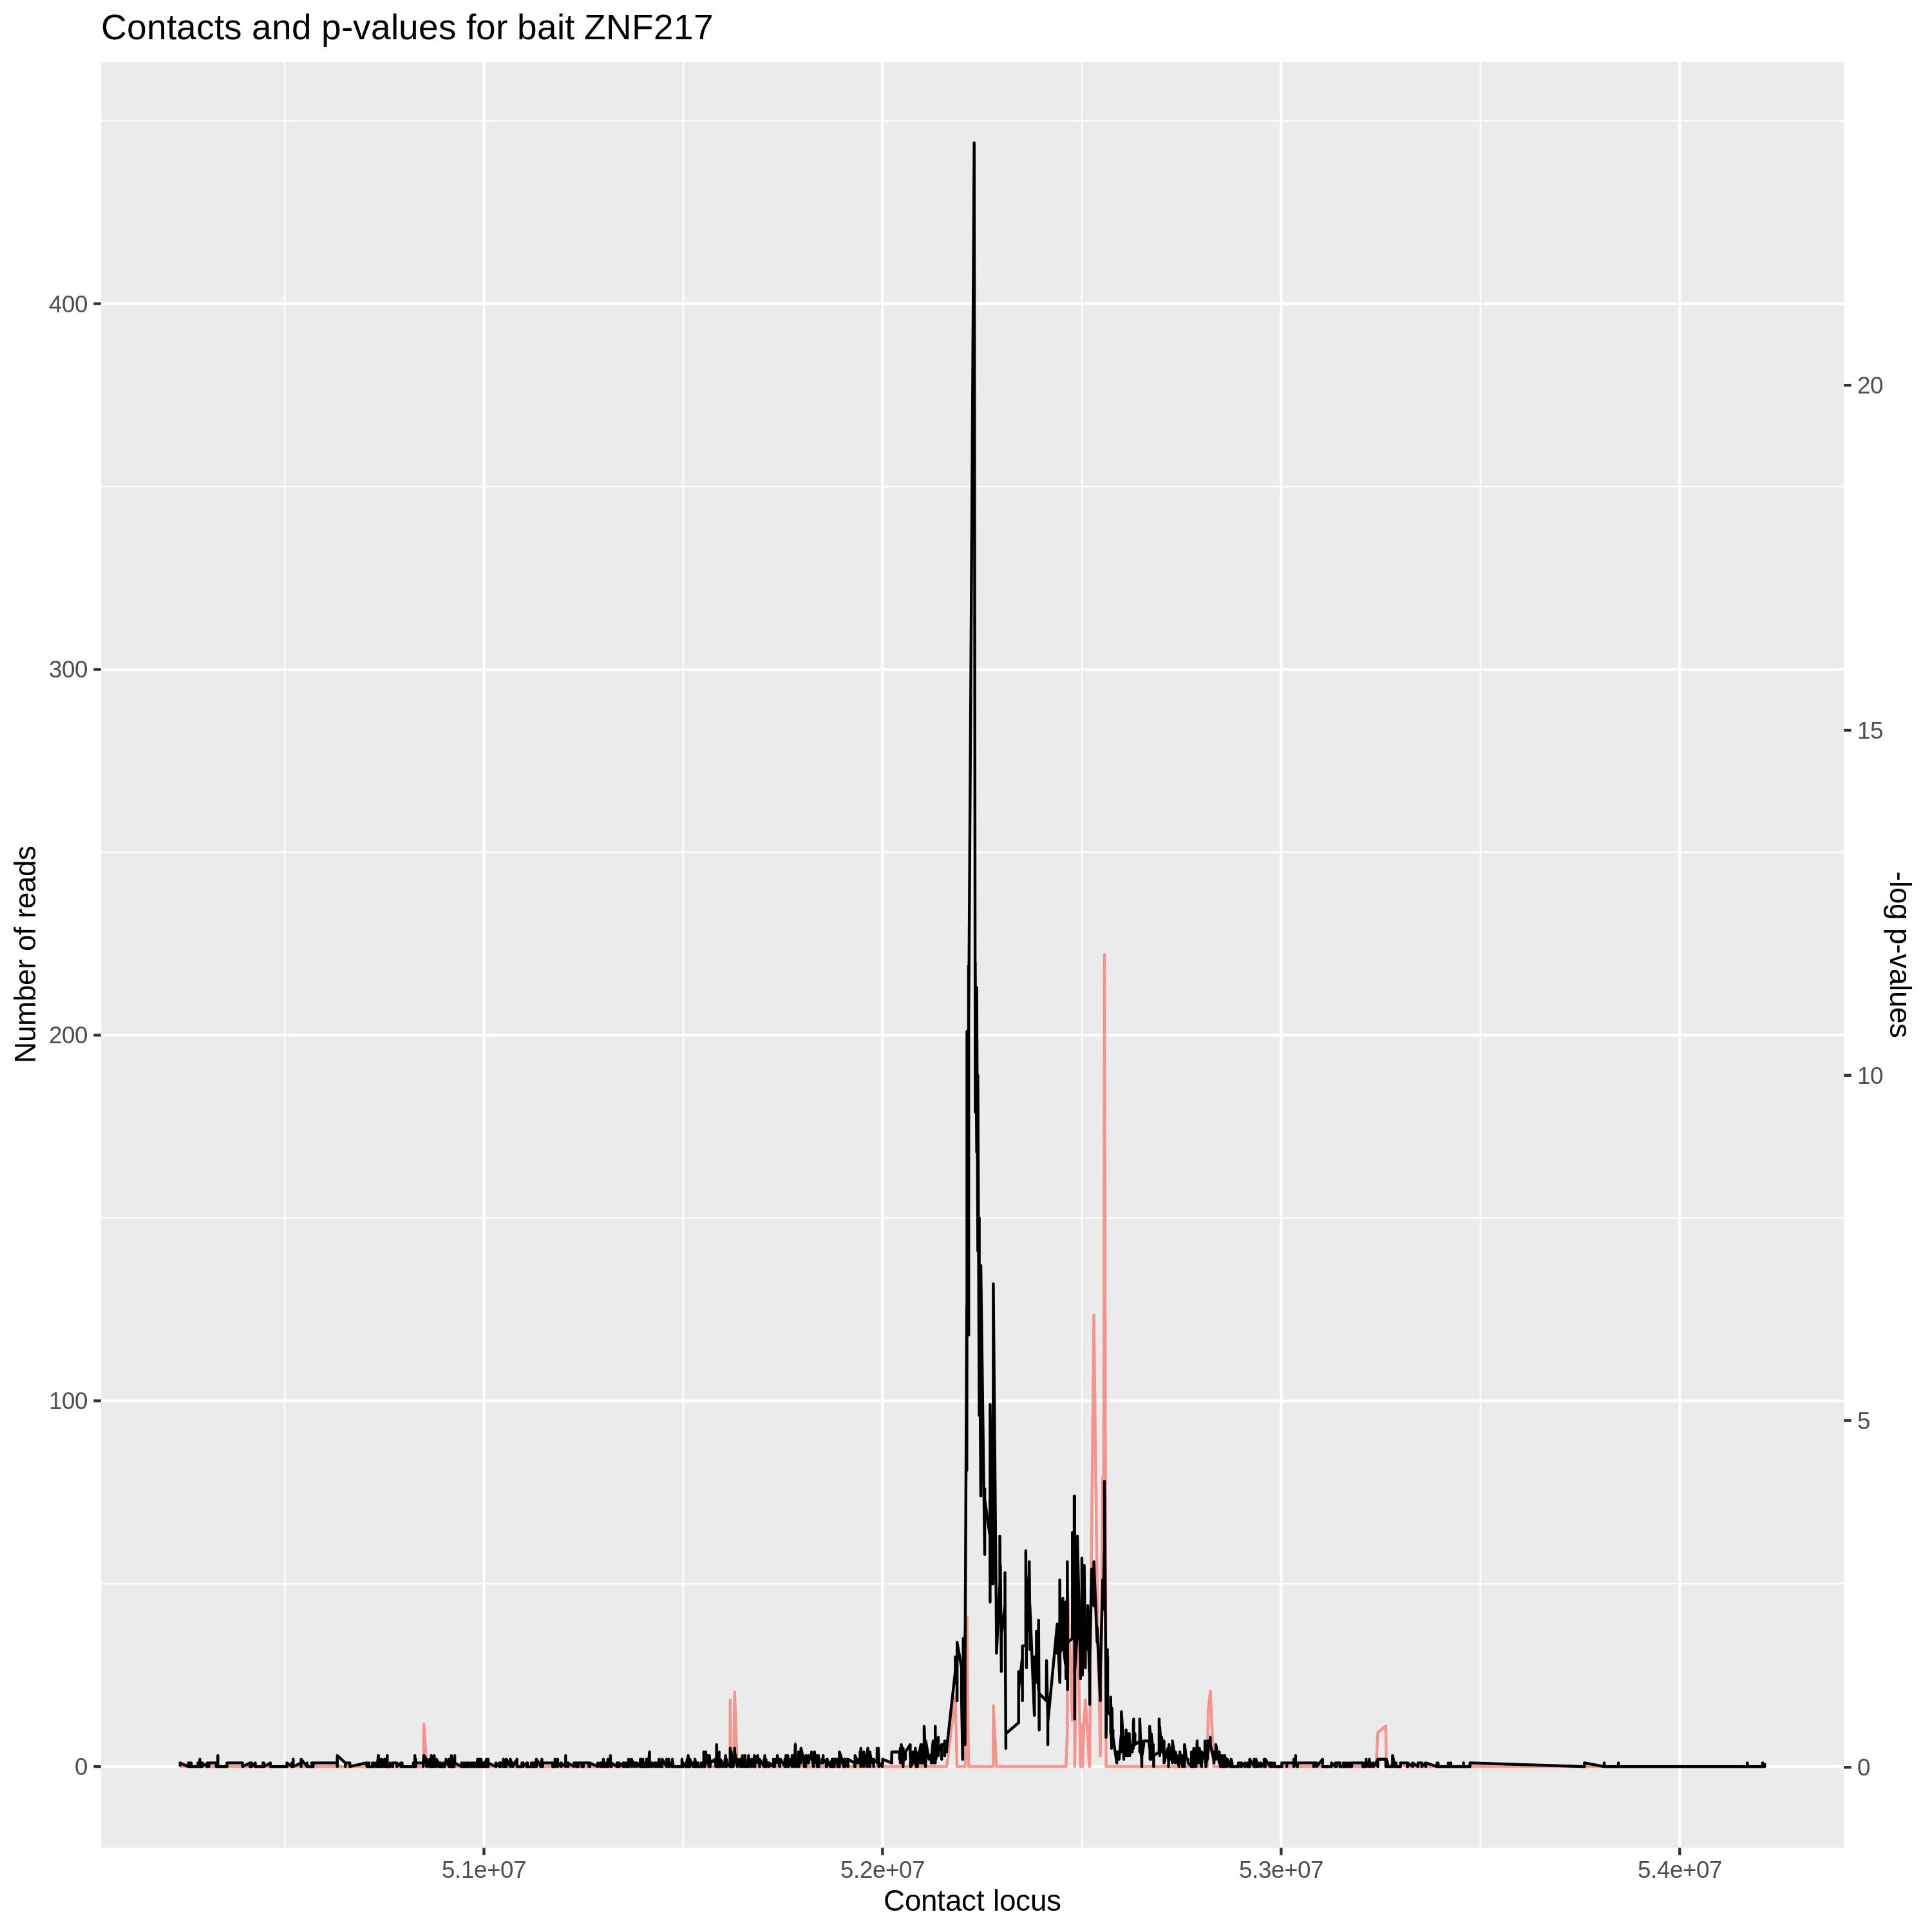 Contacts and p-values for bait ZNF217
Number of reads
400
300
200
100
0
20
15
10
5
0
-log p-values
5.1e+07 5.2e+07 5.3e+07 5.4e+07
Contact locus